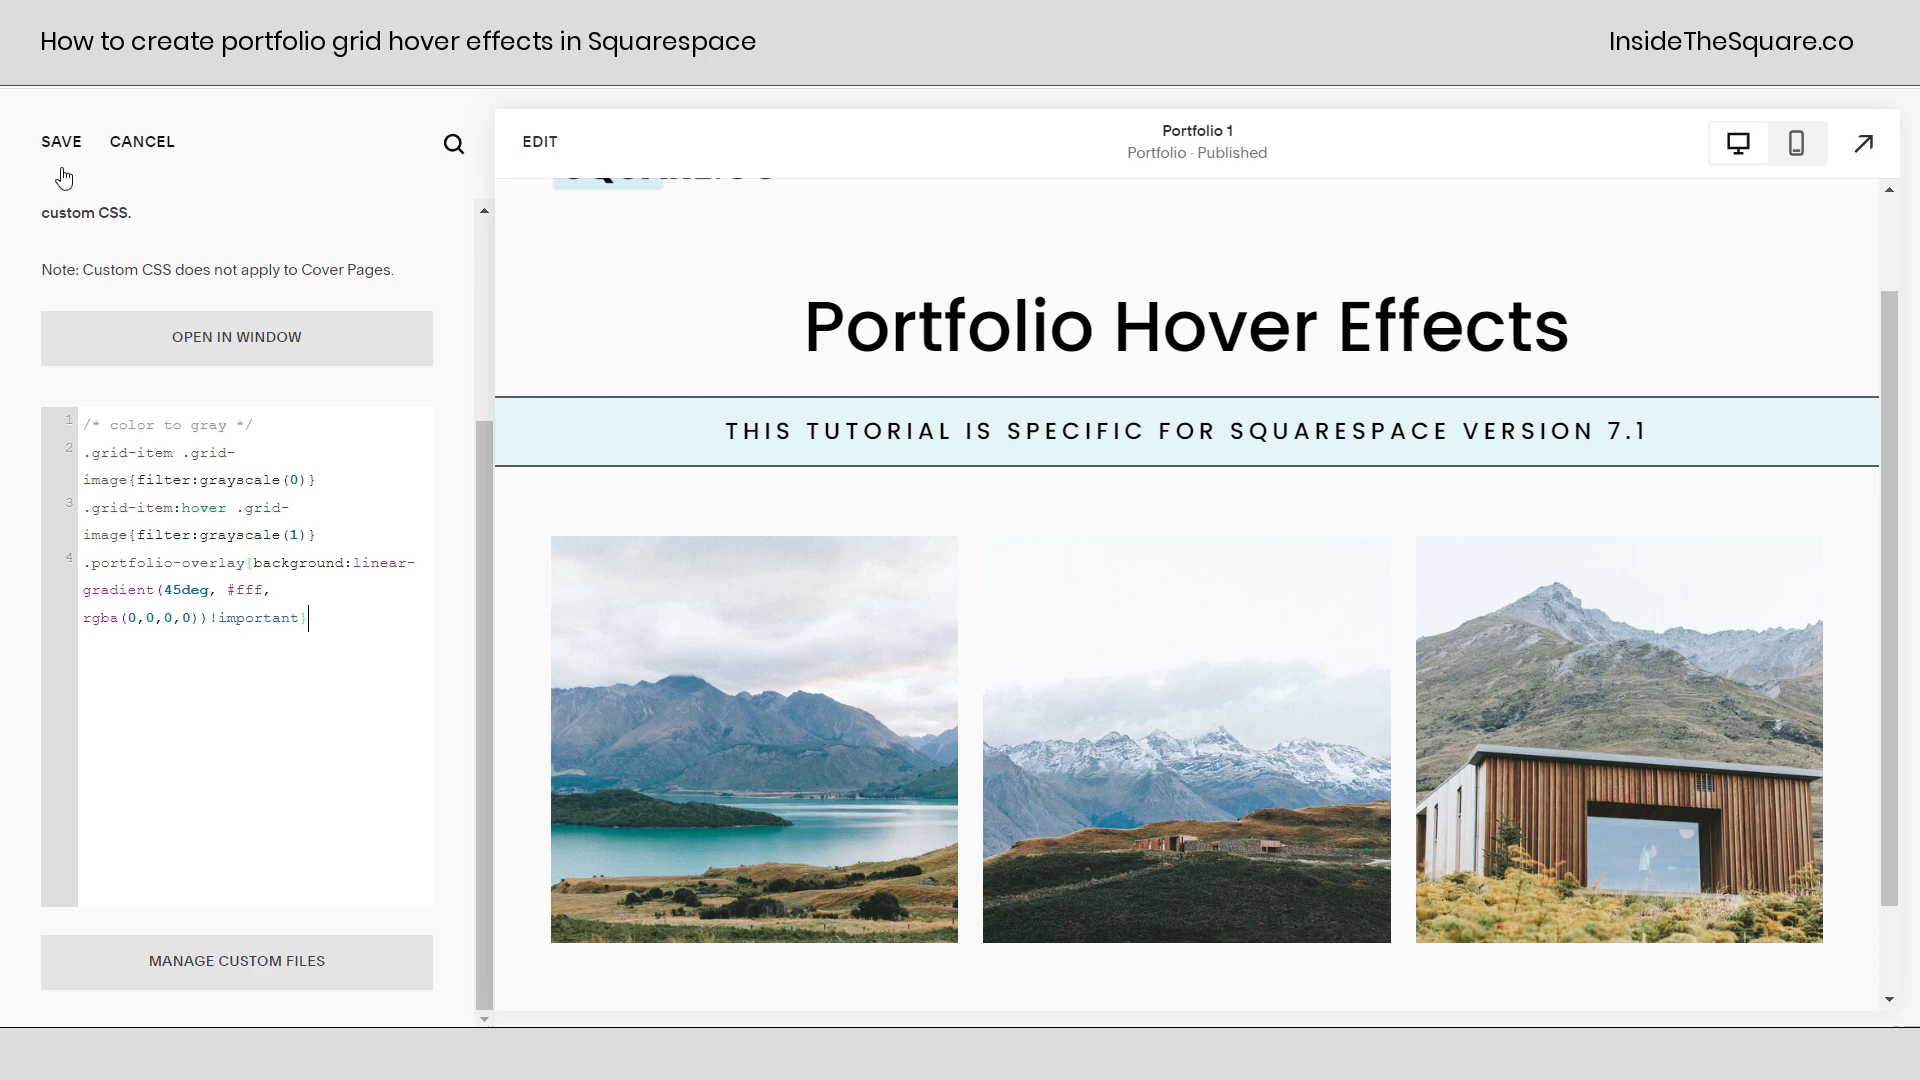 How to create portfolio grid hover effects in Squarespace
InsideTheSquare.co
SAVE CANCEL
custom CSS.
Note: Custom CSS does not apply to Cover Pages.
OPEN IN WINDOW
1 /* color to gray */
2 .grid-item .grid-
image{filter:grayscale(0)}
3 .grid-item:hover .grid-
image{filter:grayscale(1)}
4 .portfolio-overlay{background:linear-
gradient(45deg, #fff,
rgba(0,0,0,0))!important}
MANAGE CUSTOM FILES
EDIT
Portfolio 1
Portfolio · Published
Portfolio Hover Effects
THIS TUTORIAL IS SPECIFIC FOR SQUARESPACE VERSION 7.1